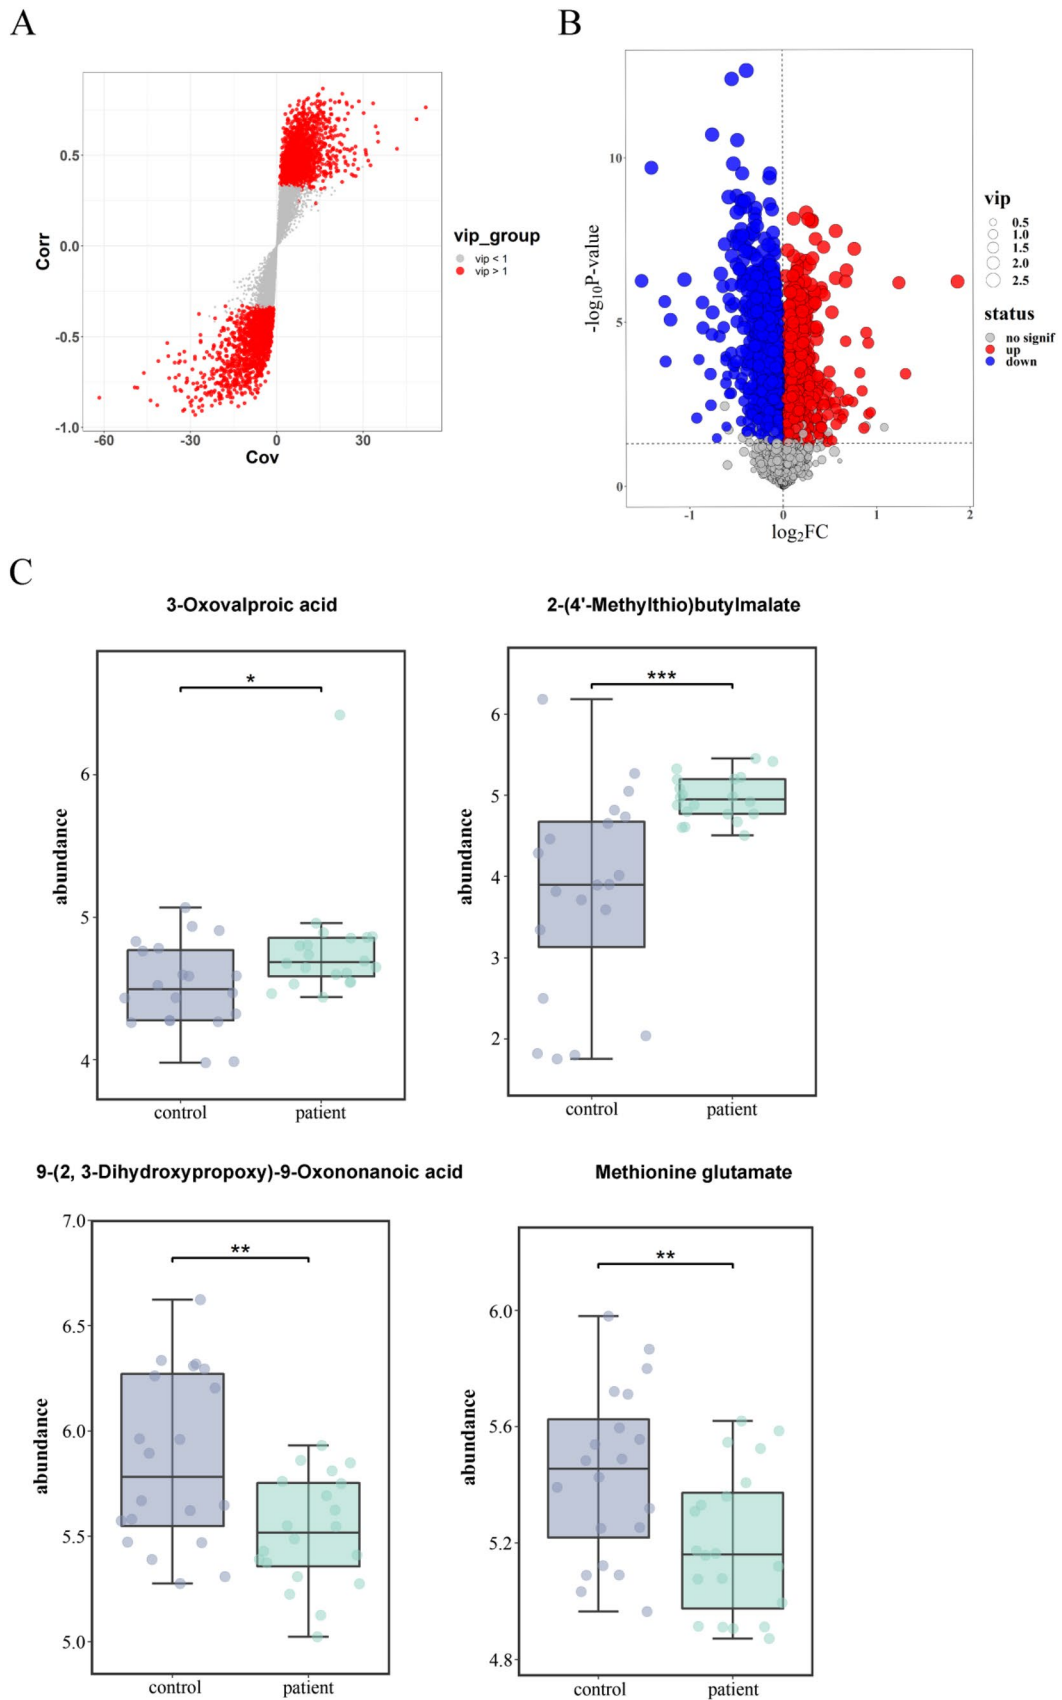 A
B
0.5
0.0
-0.5
-1.0
Corr
-60
-30
0
30
Cov
vip_group
vip < 1
vip > 1
10
5
0
-log10P-value
-1
0
1
2
log2FC
vip
0.5
1.0
1.5
2.0
2.5
status
no signif
up
down
C
3-Oxovalproic acid
*
6
5
4
abundance
control
patient
2-(4'-Methylthio)butylmalate
***
6
5
4
3
2
abundance
control
patient
9-(2, 3-Dihydroxypropoxy)-9-Oxononanoic acid
**
7.0
6.5
6.0
5.5
5.0
abundance
control
patient
Methionine glutamate
**
6.0
5.6
5.2
4.8
abundance
control
patient